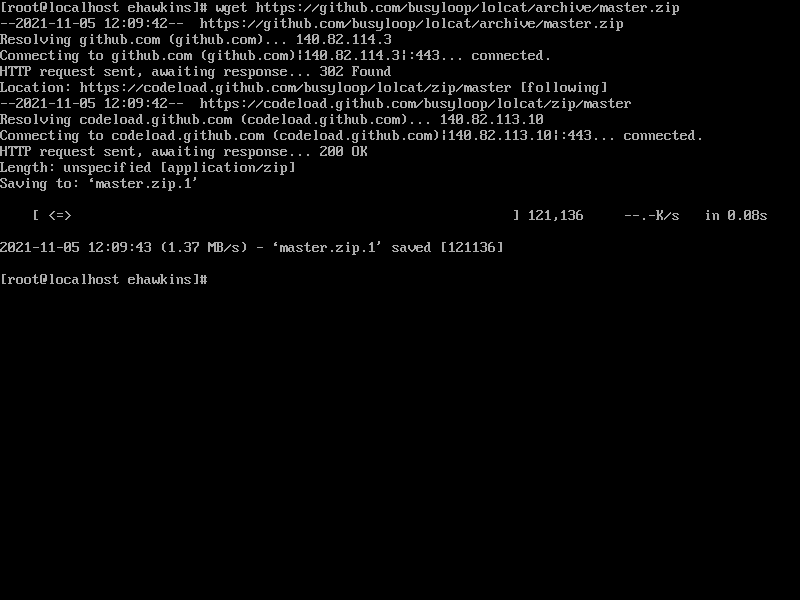 [root@localhost ehawkins]# wget https://github.com/busyloop/lolcat/archive/master.zip
--2021-11-05 12:09:42--  https://github.com/busyloop/lolcat/archive/master.zip
Resolving github.com (github.com)... 140.82.114.3
Connecting to github.com (github.com)|140.82.114.3|:443... connected.
HTTP request sent, awaiting response... 302 Found
Location: https://codeload.github.com/busyloop/lolcat/zip/master [following]
--2021-11-05 12:09:42--  https://codeload.github.com/busyloop/lolcat/zip/master
Resolving codeload.github.com (codeload.github.com)... 140.82.113.10
Connecting to codeload.github.com (codeload.github.com)|140.82.113.10|:443... connected.
HTTP request sent, awaiting response... 200 OK
Length: unspecified [application/zip]
Saving to: ‘master.zip.1’
[ <=> ] 121,136 --.-K/s in 0.08s
2021-11-05 12:09:43 (1.37 MB/s) - ‘master.zip.1’ saved [121136]
[root@localhost ehawkins]#